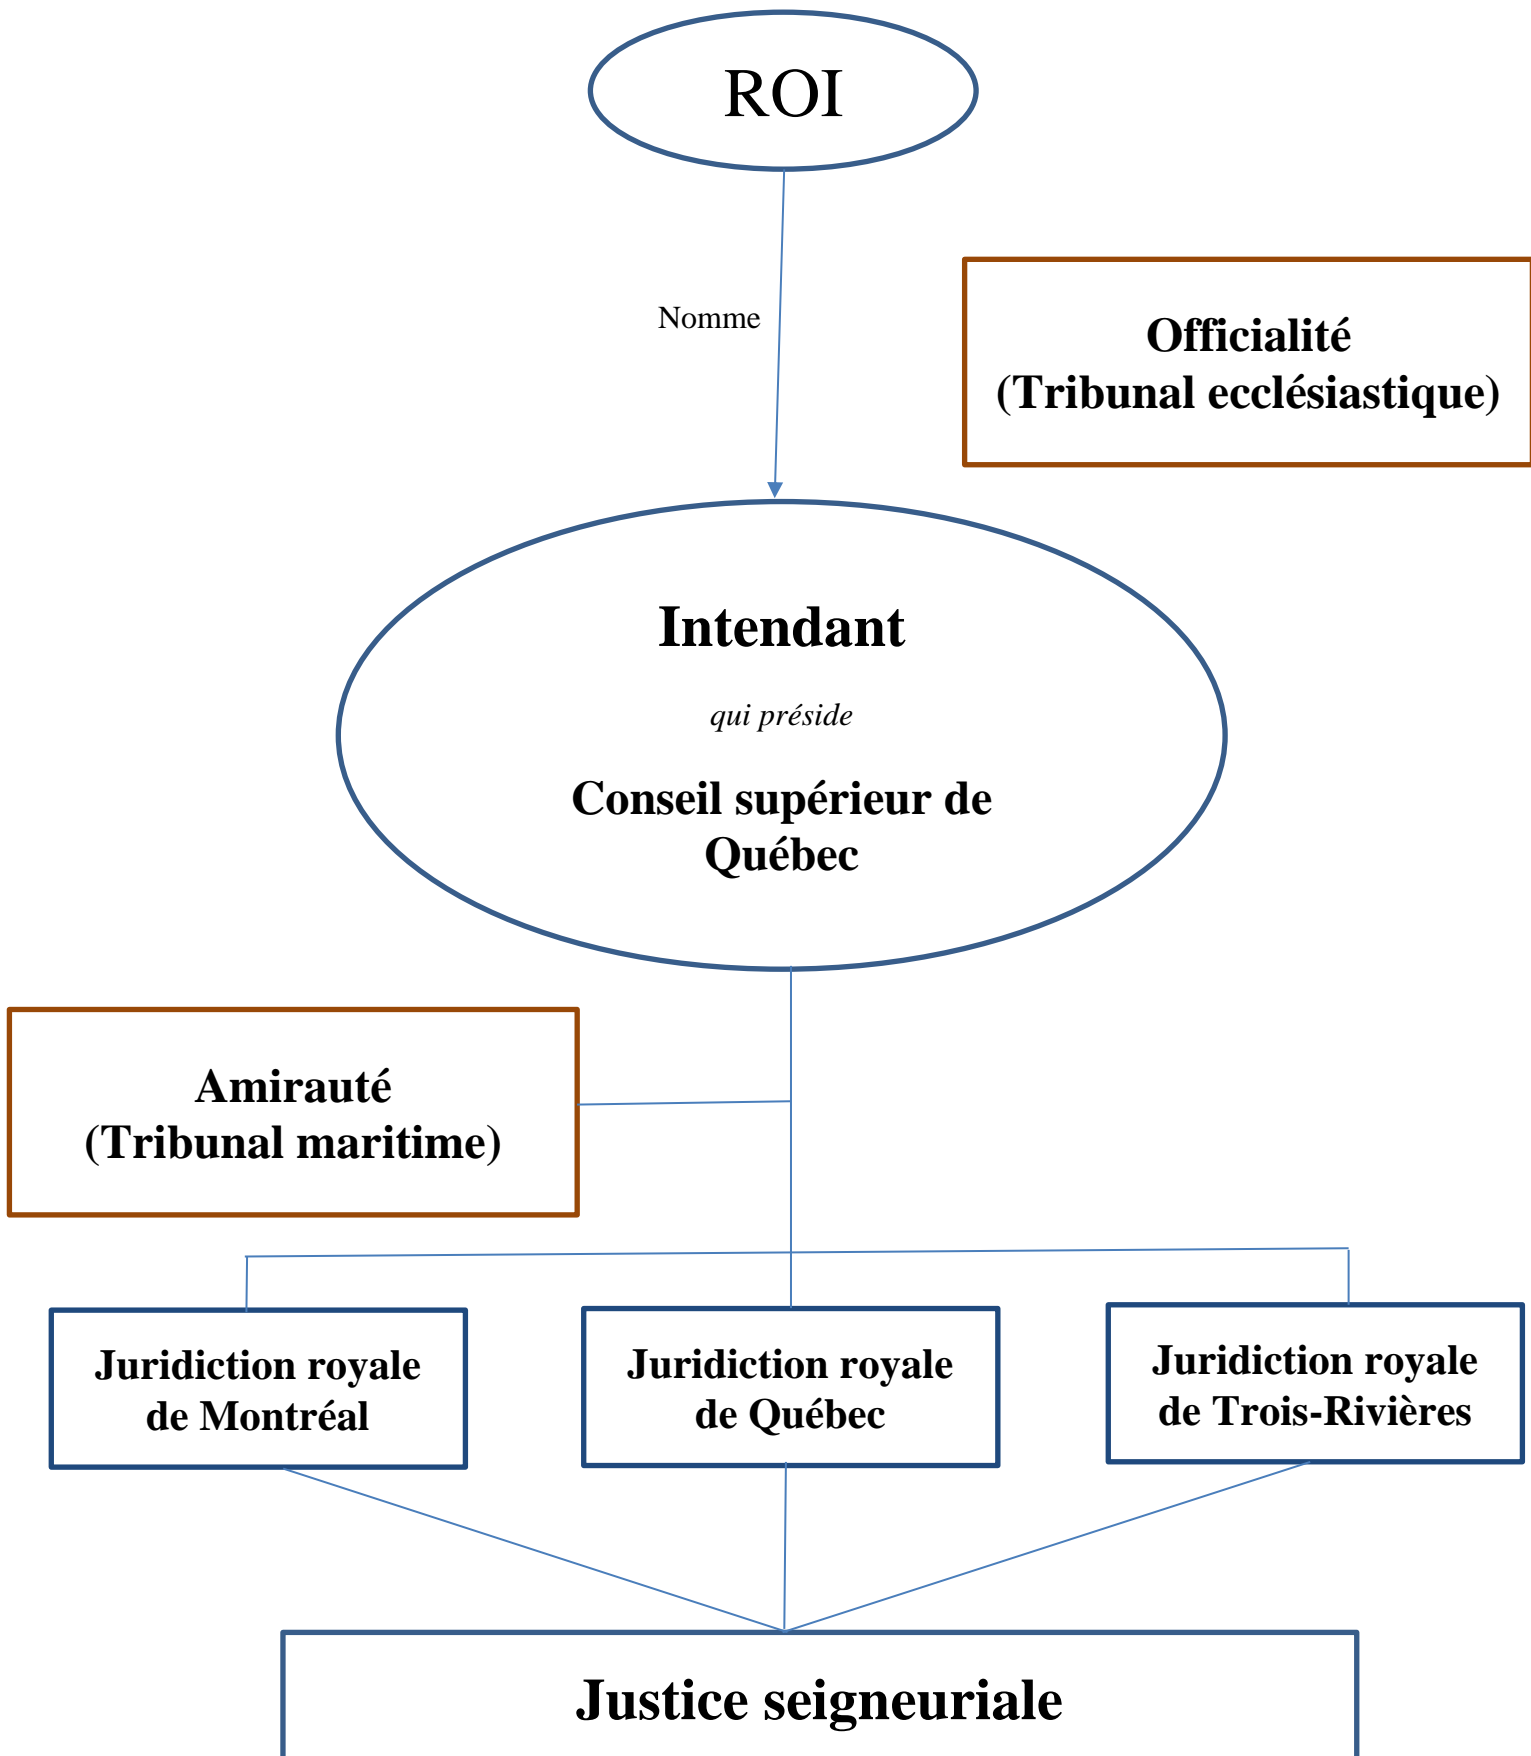 ROI
Nomme
Officialité
(Tribunal ecclésiastique)
Intendant
qui préside
Conseil supérieur de
Québec
Amirauté
(Tribunal maritime)
Juridiction royale
de Montréal
Juridiction royale
de Québec
Juridiction royale
de Trois-Rivières
Justice seigneuriale